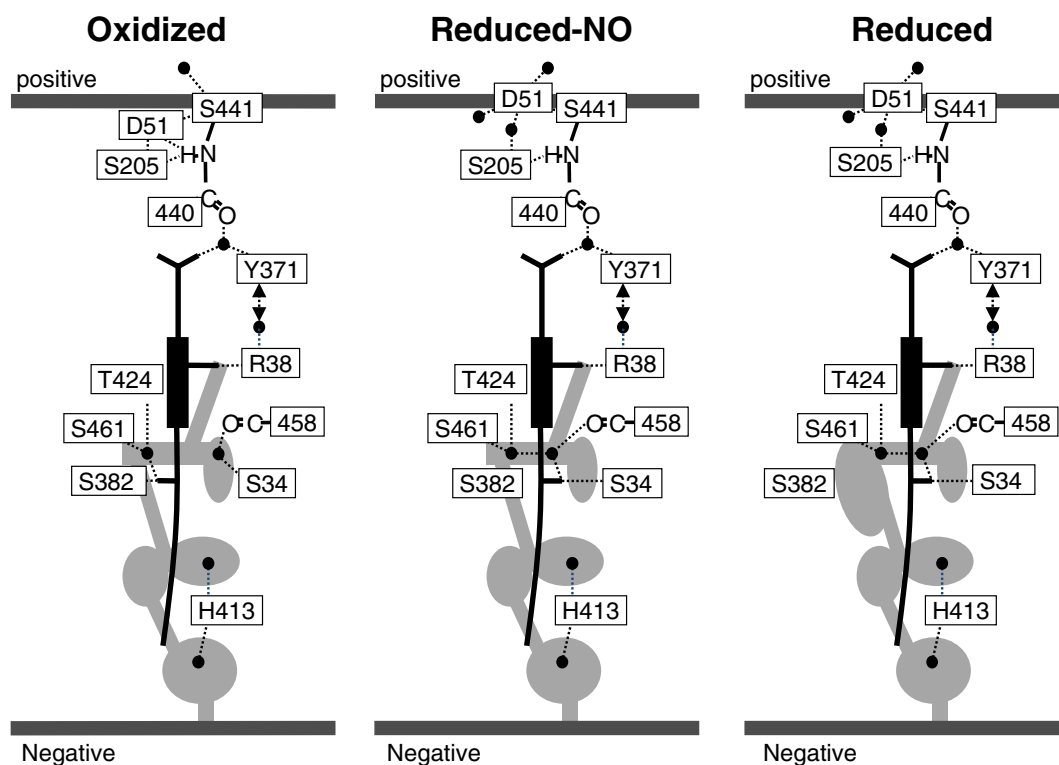 Oxidized
positive
S441
D51
S205
H N
C
440
O
Y371
R38
T424
S461
O C 458
S382
S34
H413
Negative
Reduced-NO
D51
S441
S205
H N
C
440
O
Y371
R38
T424
S461
O C 458
S382
S34
H413
Reduced
positive
D51
S441
S205
H N
C
440
O
Y371
R38
T424
S461
O C 458
S382
S34
H413
Negative